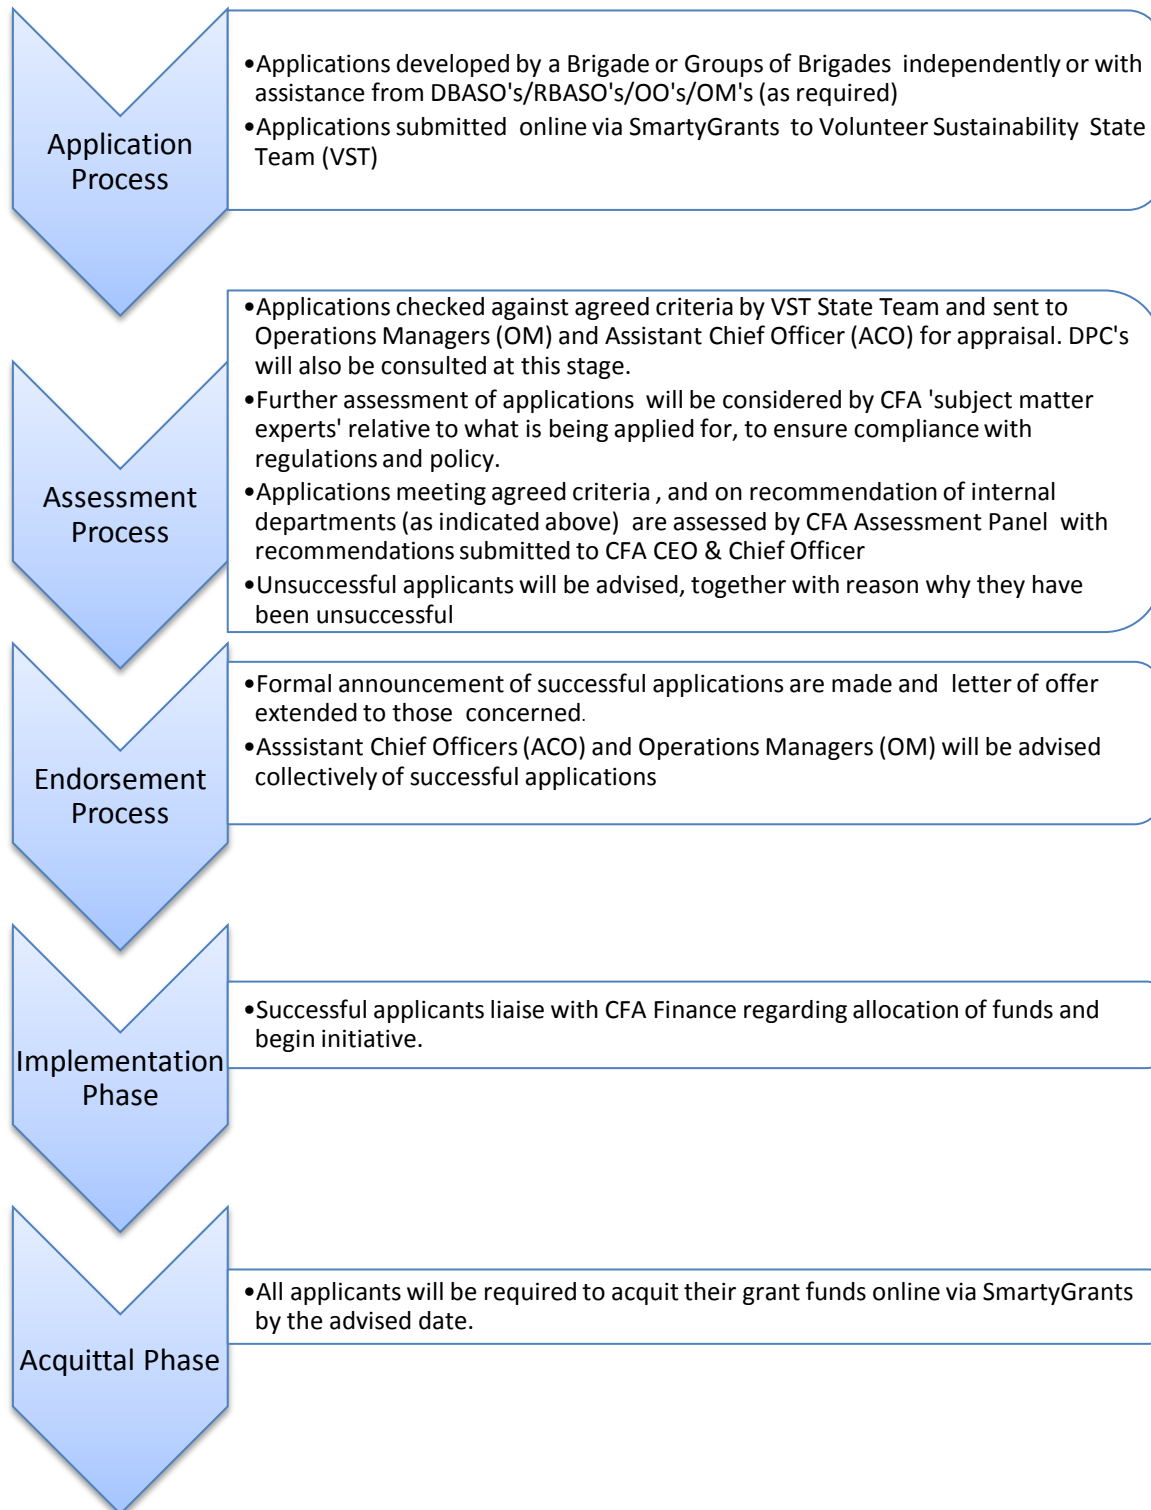 Application
Process
•Applications developed by a Brigade or Groups of Brigades independently or with
assistance from DBASO's/RBASO's/OO's/OM's (as required)
•Applications submitted online via SmartyGrants to Volunteer Sustainability State
Team (VST)
Assessment
Process
•Applications checked against agreed criteria by VST State Team and sent to
Operations Managers (OM) and Assistant Chief Officer (ACO) for appraisal. DPC's
will also be consulted at this stage.
•Further assessment of applications will be considered by CFA 'subject matter
experts' relative to what is being applied for, to ensure compliance with
regulations and policy.
•Applications meeting agreed criteria , and on recommendation of internal
departments (as indicated above) are assessed by CFA Assessment Panel with
recommendations submitted to CFA CEO & Chief Officer
•Unsuccessful applicants will be advised, together with reason why they have
been unsuccessful
Endorsement
Process
•Formal announcement of successful applications are made and letter of offer
extended to those concerned.
•Asssistant Chief Officers (ACO) and Operations Managers (OM) will be advised
collectively of successful applications
Implementation
Phase
•Successful applicants liaise with CFA Finance regarding allocation of funds and
begin initiative.
Acquittal Phase
•All applicants will be required to acquit their grant funds online via SmartyGrants
by the advised date.